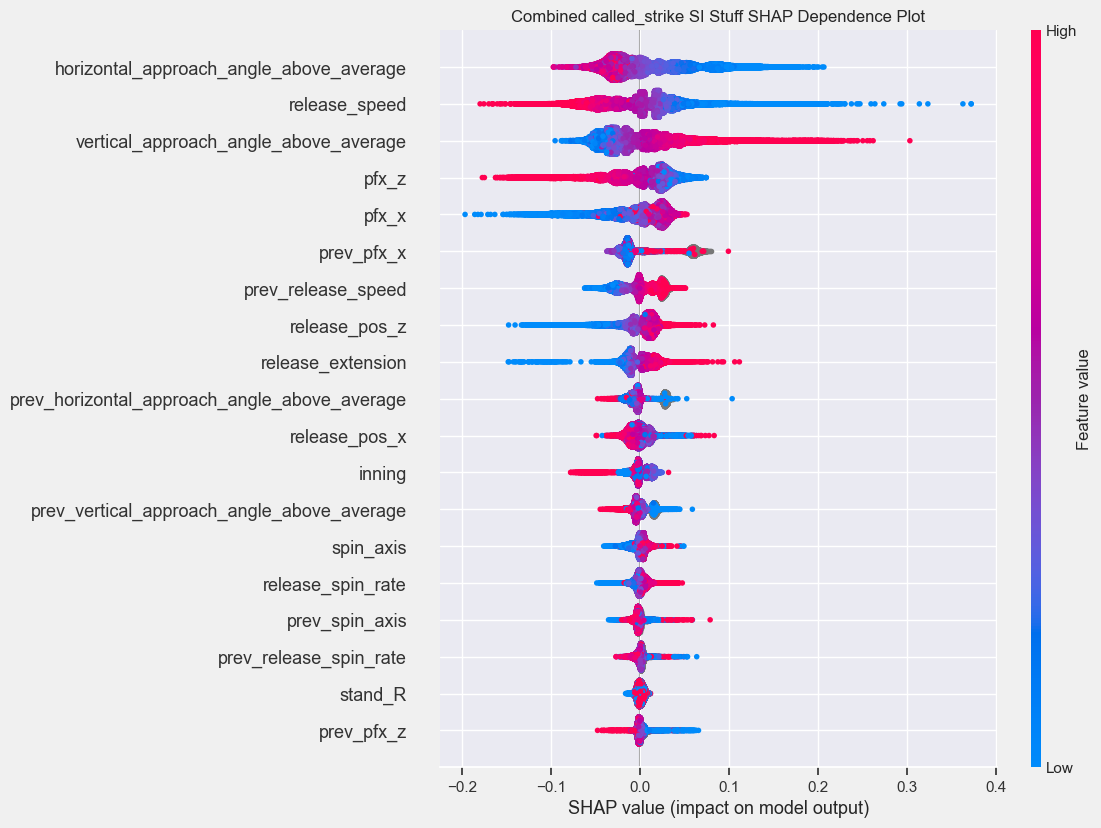 Combined called_strike SI Stuff SHAP Dependence Plot
High
horizontal_approach_angle_above_average
release_speed
vertical_approach_angle_above_average
pfx_z
pfx_x
prev_pfx_x
prev_release_speed
release_pos_z
release_extension
prev_horizontal_approach_angle_above_average
release_pos_x
inning
prev_vertical_approach_angle_above_average
spin_axis
release_spin_rate
prev_spin_axis
prev_release_spin_rate
stand_R
prev_pfx_z
Feature value
Low
−0.2 −0.1 0.0 0.1 0.2 0.3 0.4
SHAP value (impact on model output)